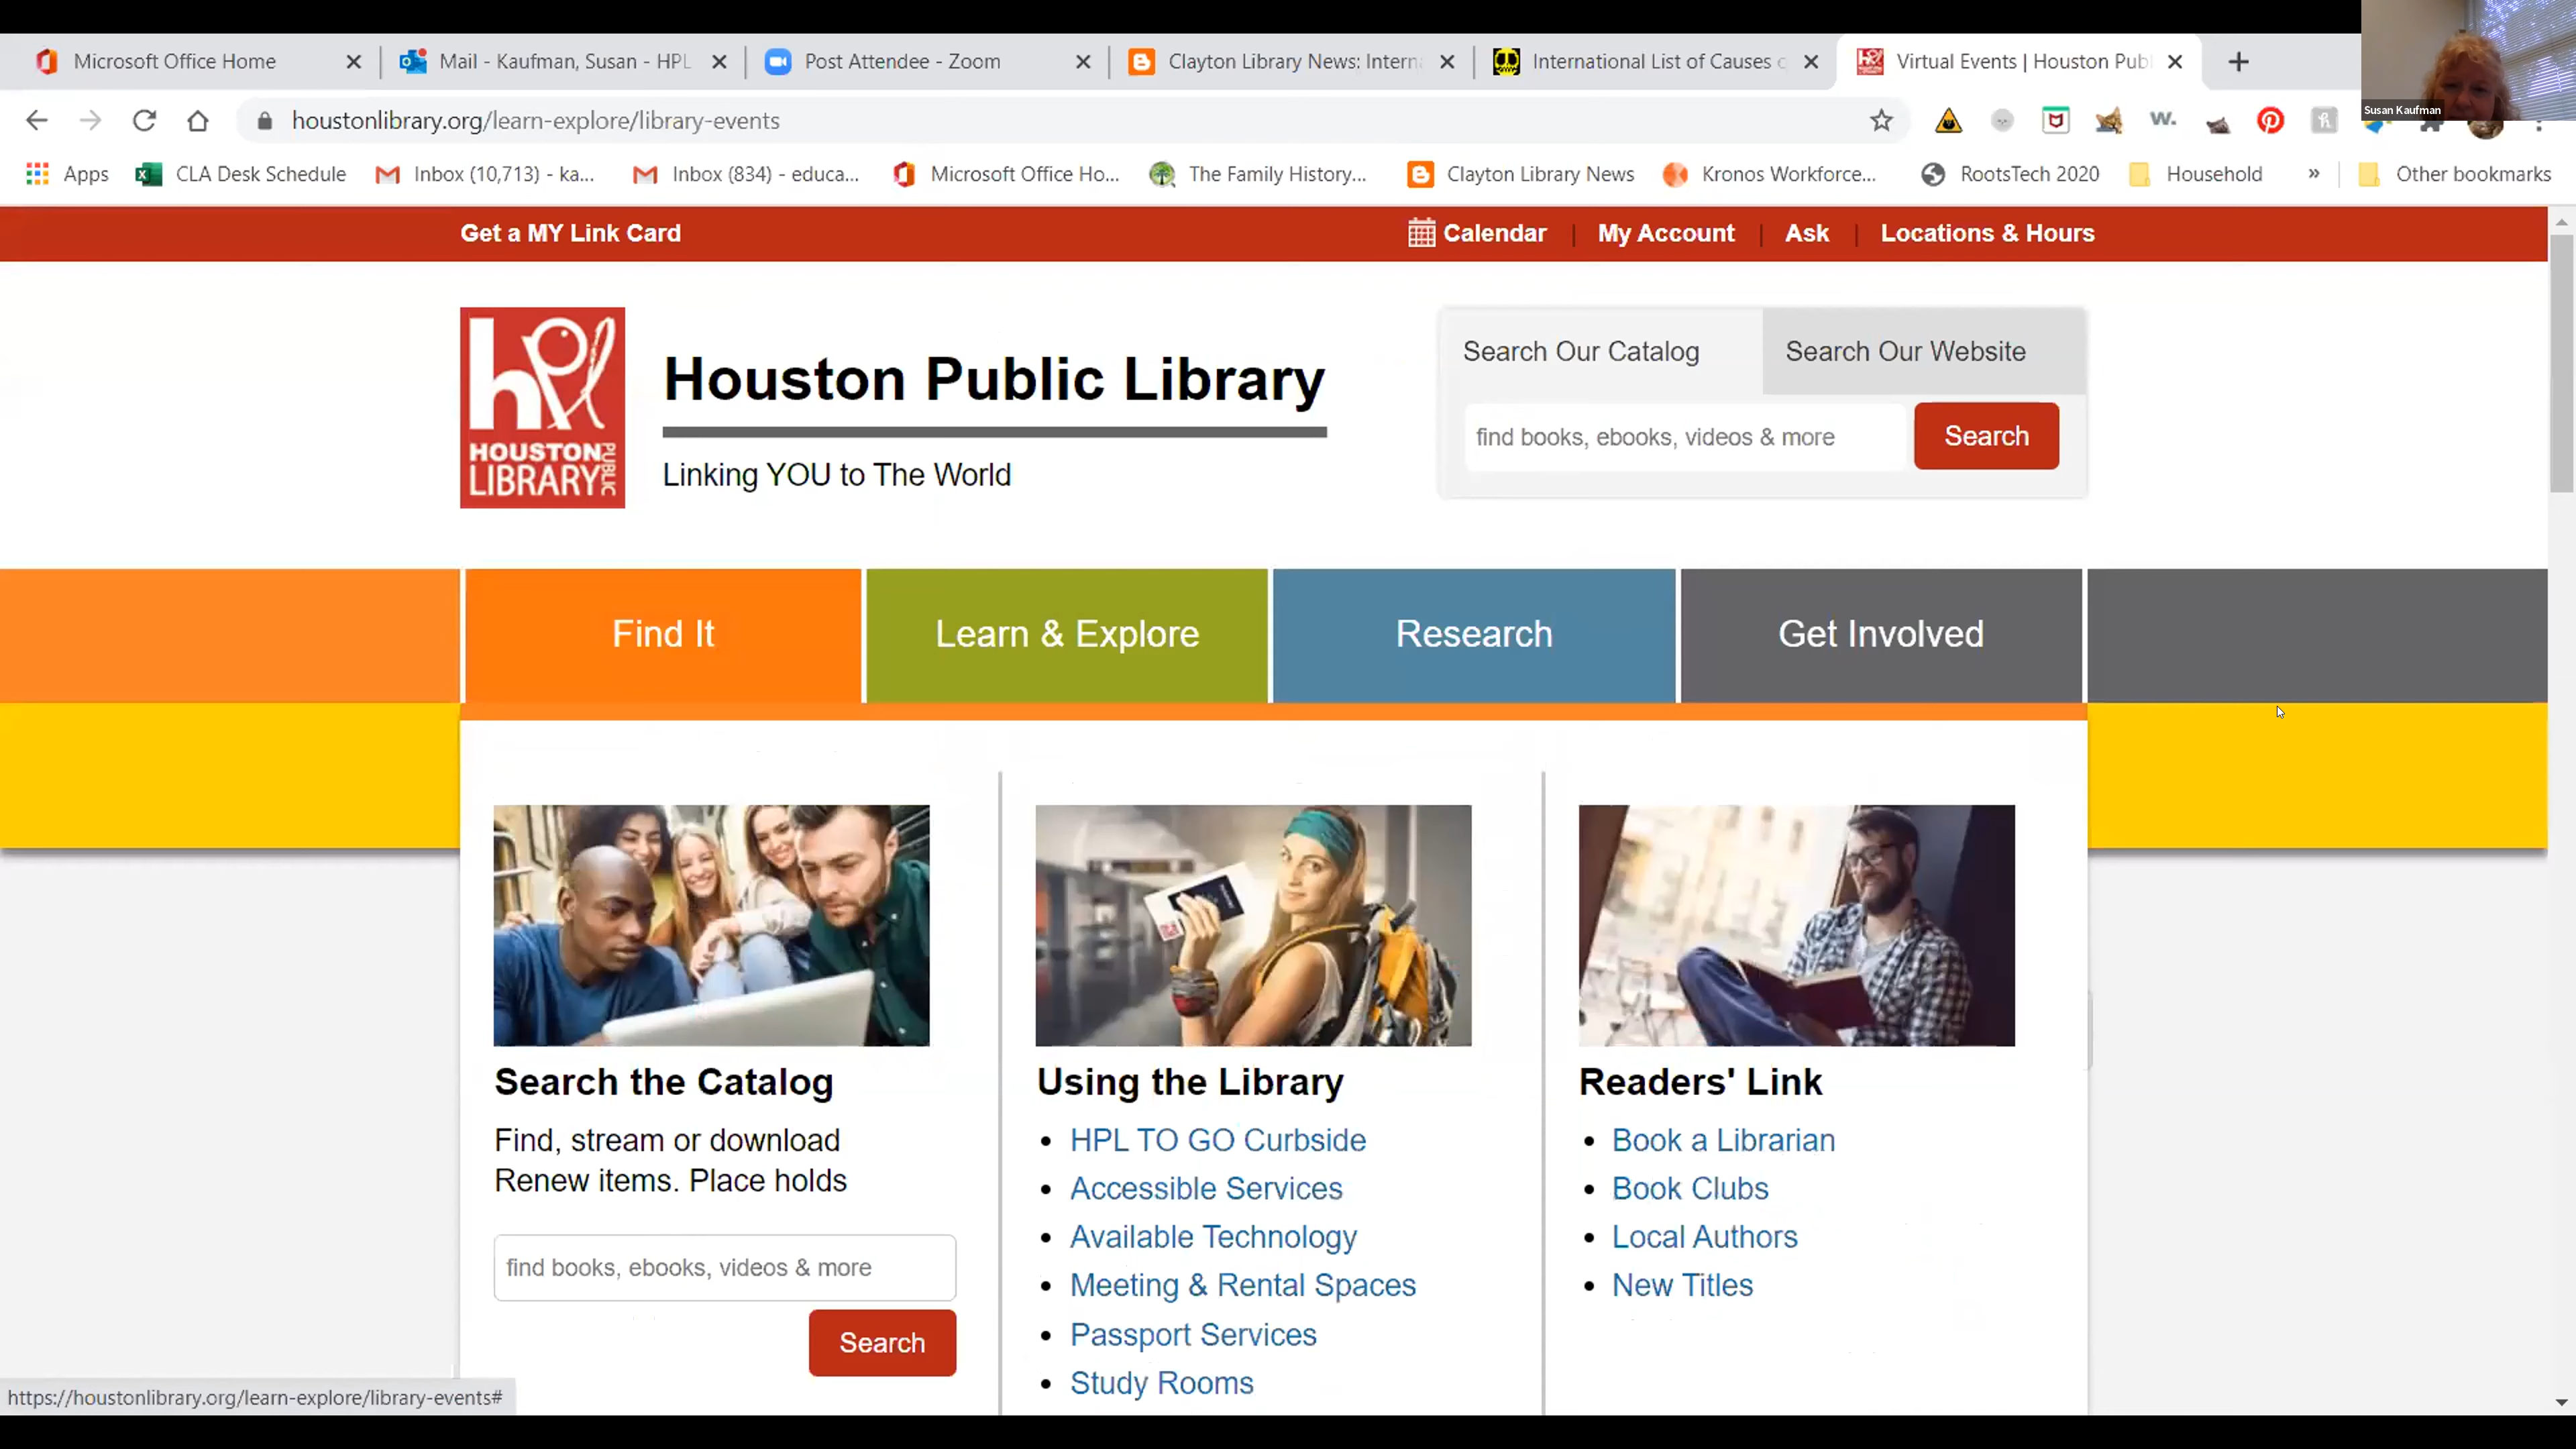 Microsoft Office Home
Mail - Kaufman, Susan - HPL
Post Attendee - Zoom
Clayton Library News: Intern
International List of Causes o
Virtual Events | Houston Pub
Susan Kaufman
houstonlibrary.org/learn-explore/library-events
W.
Apps
CLA Desk Schedule
Inbox (10,713) - ka...
Inbox (834) - educa...
Microsoft Office Ho...
The Family History...
Clayton Library News
Kronos Workforce...
RootsTech 2020
Household
»
Other bookmarks
Get a MY Link Card
Calendar | My Account | Ask | Locations & Hours
hpl
HOUSTON
PUBLIC
LIBRARY
Houston Public Library
Linking YOU to The World
Search Our Catalog
Search Our Website
find books, ebooks, videos & more
Search
Find It
Learn & Explore
Research
Get Involved
Search the Catalog
Find, stream or download
Renew items. Place holds
find books, ebooks, videos & more
Search
Using the Library
• HPL TO GO Curbside
• Accessible Services
• Available Technology
• Meeting & Rental Spaces
• Passport Services
• Study Rooms
Readers' Link
• Book a Librarian
• Book Clubs
• Local Authors
• New Titles
https://houstonlibrary.org/learn-explore/library-events#